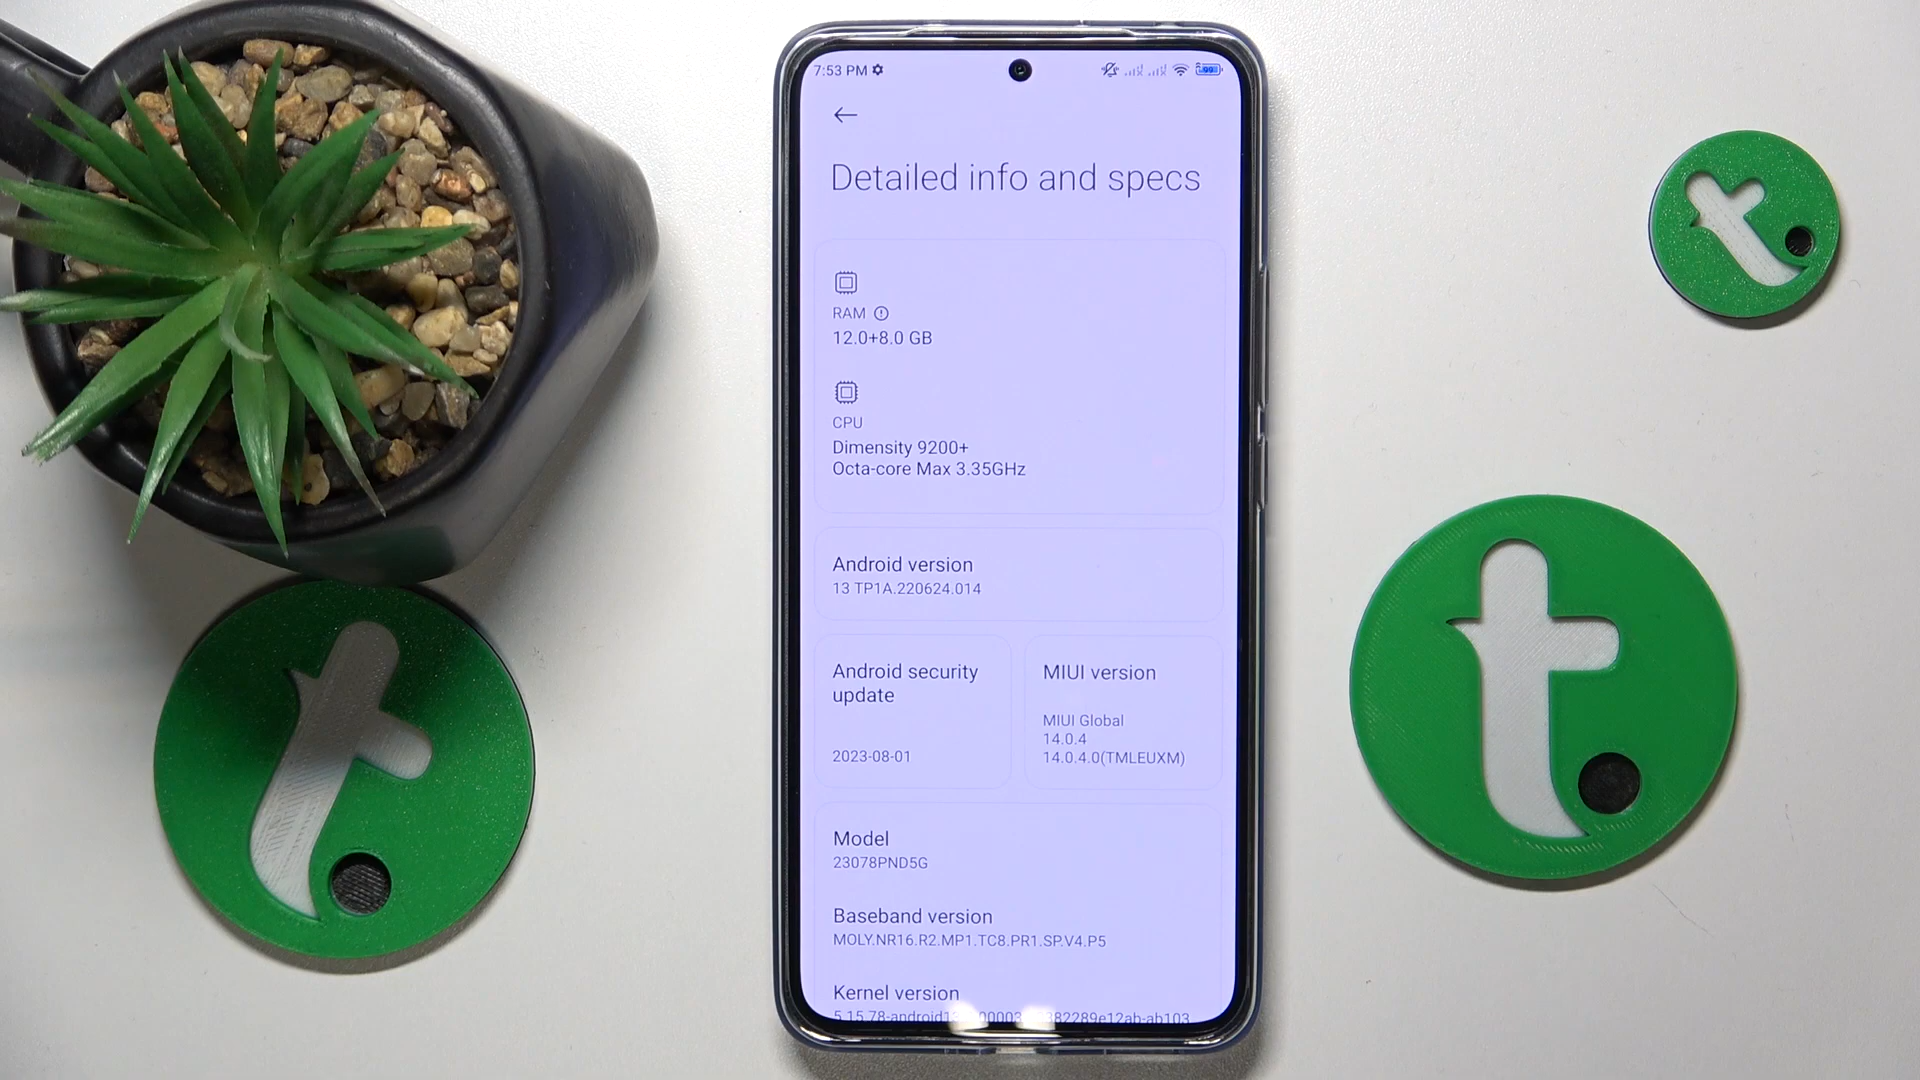 7:53 PM
99
Detailed info and specs
RAM
12.0+8.0 GB
CPU
Dimensity 9200+
Octa-core Max 3.35GHz
Android version
13 TP1A.220624.014
Android security
update
2023-08-01
MIUI version
MIUI Global
14.0.4
14.0.4.0(TMLEUXM)
Model
23078PND5G
Baseband version
MOLY.NR16.R2.MP1.TC8.PR1.SP.V4.P5
Kernel version
t.
t.
t.